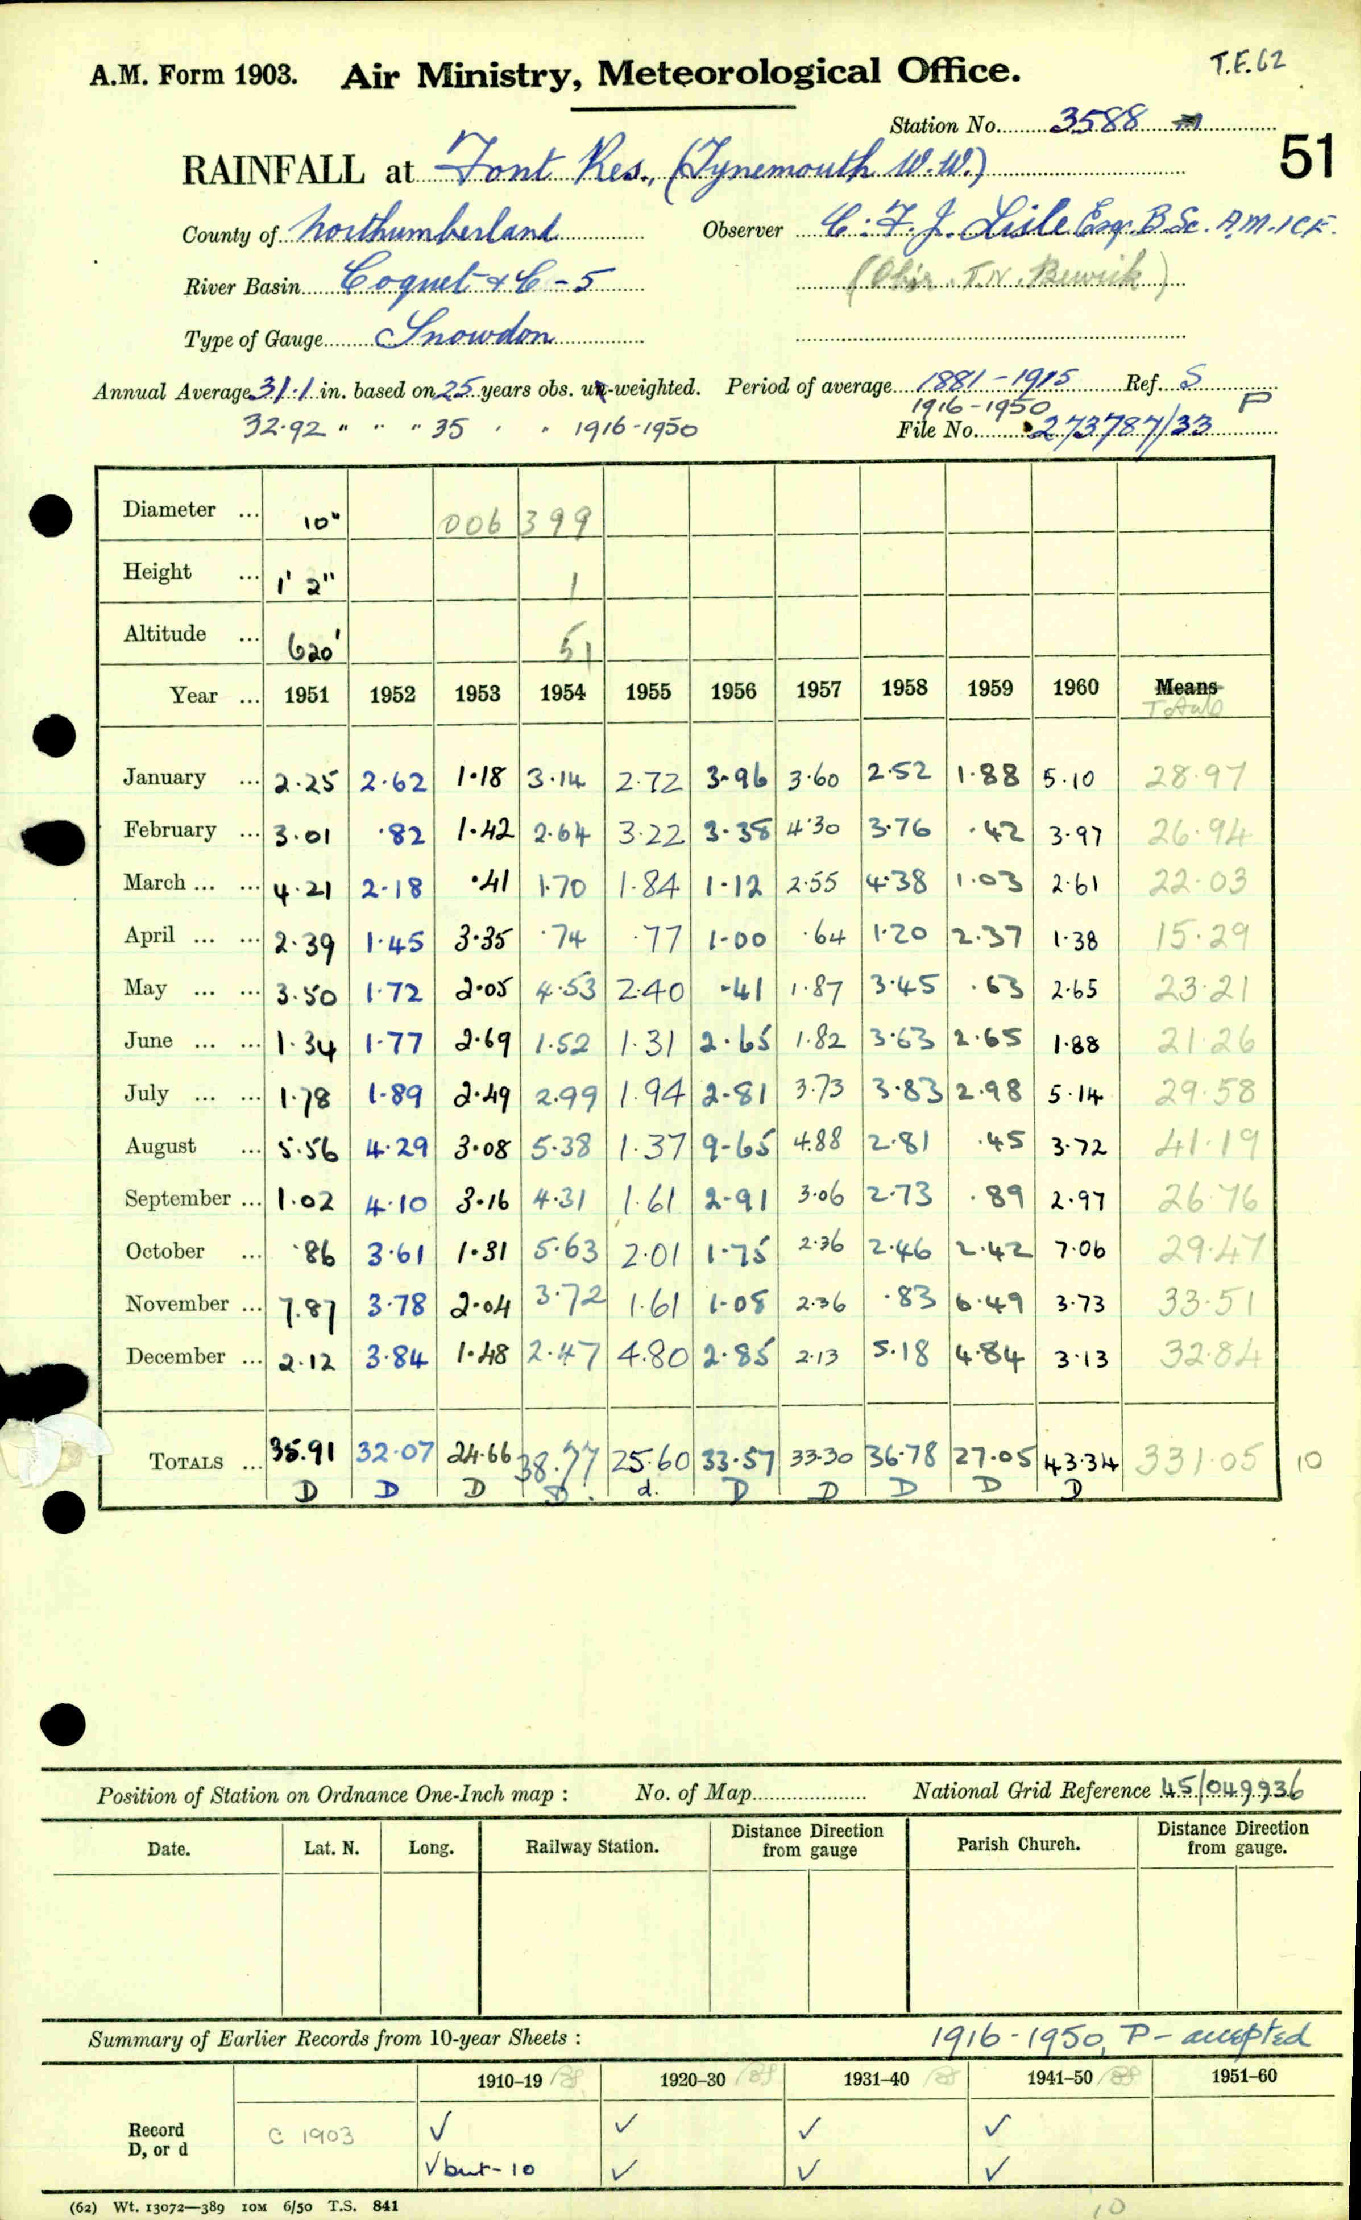 T.E.62
A.M. Form 1903. Air Ministry, Meteorological Office.
Station No. 3588
51
RAINFALL at Font Res., (Tynemouth W.W.)
County of Northumberland Observer C. F. J. Lisle Esq. B.Sc. A.M.I.C.E.
River Basin Coquet & C - 5 (Obsr. T.N. Bewick)
Type of Gauge Snowdon
Annual Average 31.1 in. based on 25 years obs. un-weighted. Period of average 1881-1915 Ref. S
1916-1950 P
32.92 " " " 35 " " 1916-1950 File No. 273787/33
Diameter ... 10" 006 399
Height ... 1' 2" 1
Altitude ... 620' 51
Year ... 1951 1952 1953 1954 1955 1956 1957 1958 1959 1960 Means
Totals
January ... 2.25 2.62 1.18 3.14 2.72 3.96 3.60 2.52 1.88 5.10 28.97
February ... 3.01 .82 1.42 2.64 3.22 3.38 4.30 3.76 .42 3.97 26.94
March ... ... 4.21 2.18 .41 1.70 1.84 1.12 2.55 4.38 1.03 2.61 22.03
April ... ... 2.39 1.45 3.35 .74 .77 1.00 .64 1.20 2.37 1.38 15.29
May ... ... 3.50 1.72 2.05 4.53 2.40 .41 1.87 3.45 .63 2.65 23.21
June ... ... 1.34 1.77 2.69 1.52 1.31 2.65 1.82 3.63 2.65 1.88 21.26
July ... ... 1.78 1.89 2.49 2.99 1.94 2.81 3.73 3.83 2.98 5.14 29.58
August ... 5.56 4.29 3.08 5.38 1.37 9.65 4.88 2.81 .45 3.72 41.19
September ... 1.02 4.10 3.16 4.31 1.61 2.91 3.06 2.73 .89 2.97 26.76
October ... .86 3.61 1.31 5.63 2.01 1.75 2.36 2.46 2.42 7.06 29.47
November ... 7.87 3.78 2.04 3.72 1.61 1.08 2.36 .83 6.49 3.73 33.51
December ... 2.12 3.84 1.48 2.47 4.80 2.85 2.13 5.18 4.84 3.13 32.84
TOTALS ... 35.91 32.07 24.66 38.77 25.60 33.57 33.30 36.78 27.05 43.34 331.05 10
D D D D. d. D D D D D
Position of Station on Ordnance One-Inch map : No. of Map National Grid Reference 45/049936
Date. Lat. N. Long. Railway Station. Distance Direction from gauge Parish Church. Distance Direction from gauge.
Summary of Earlier Records from 10-year Sheets : 1916-1950, P - accepted
1910-19 1920-30 1931-40 1941-50 1951-60
Record C 1903 ✓ ✓ ✓ ✓
D, or d ✓ but - 10 ✓ ✓ ✓
(62) Wt. 13072—389 10M 6/50 T.S. 841
10